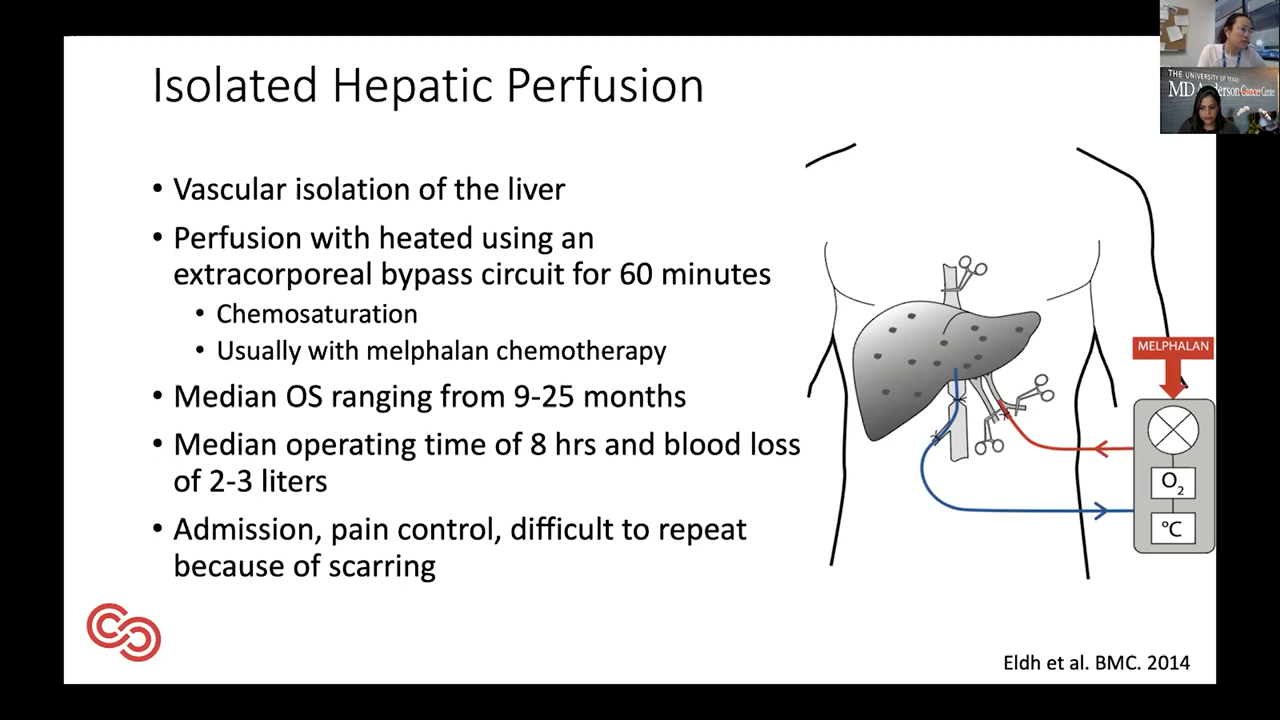 Isolated Hepatic Perfusion
• Vascular isolation of the liver
• Perfusion with heated using an
extracorporeal bypass circuit for 60 minutes
• Chemosaturation
• Usually with melphalan chemotherapy
• Median OS ranging from 9-25 months
• Median operating time of 8 hrs and blood loss
of 2-3 liters
• Admission, pain control, difficult to repeat
because of scarring
MELPHALAN
O2
°C
Eldh et al. BMC. 2014
THE UNIVERSITY OF TEXAS
MD Anderson Cancer Center